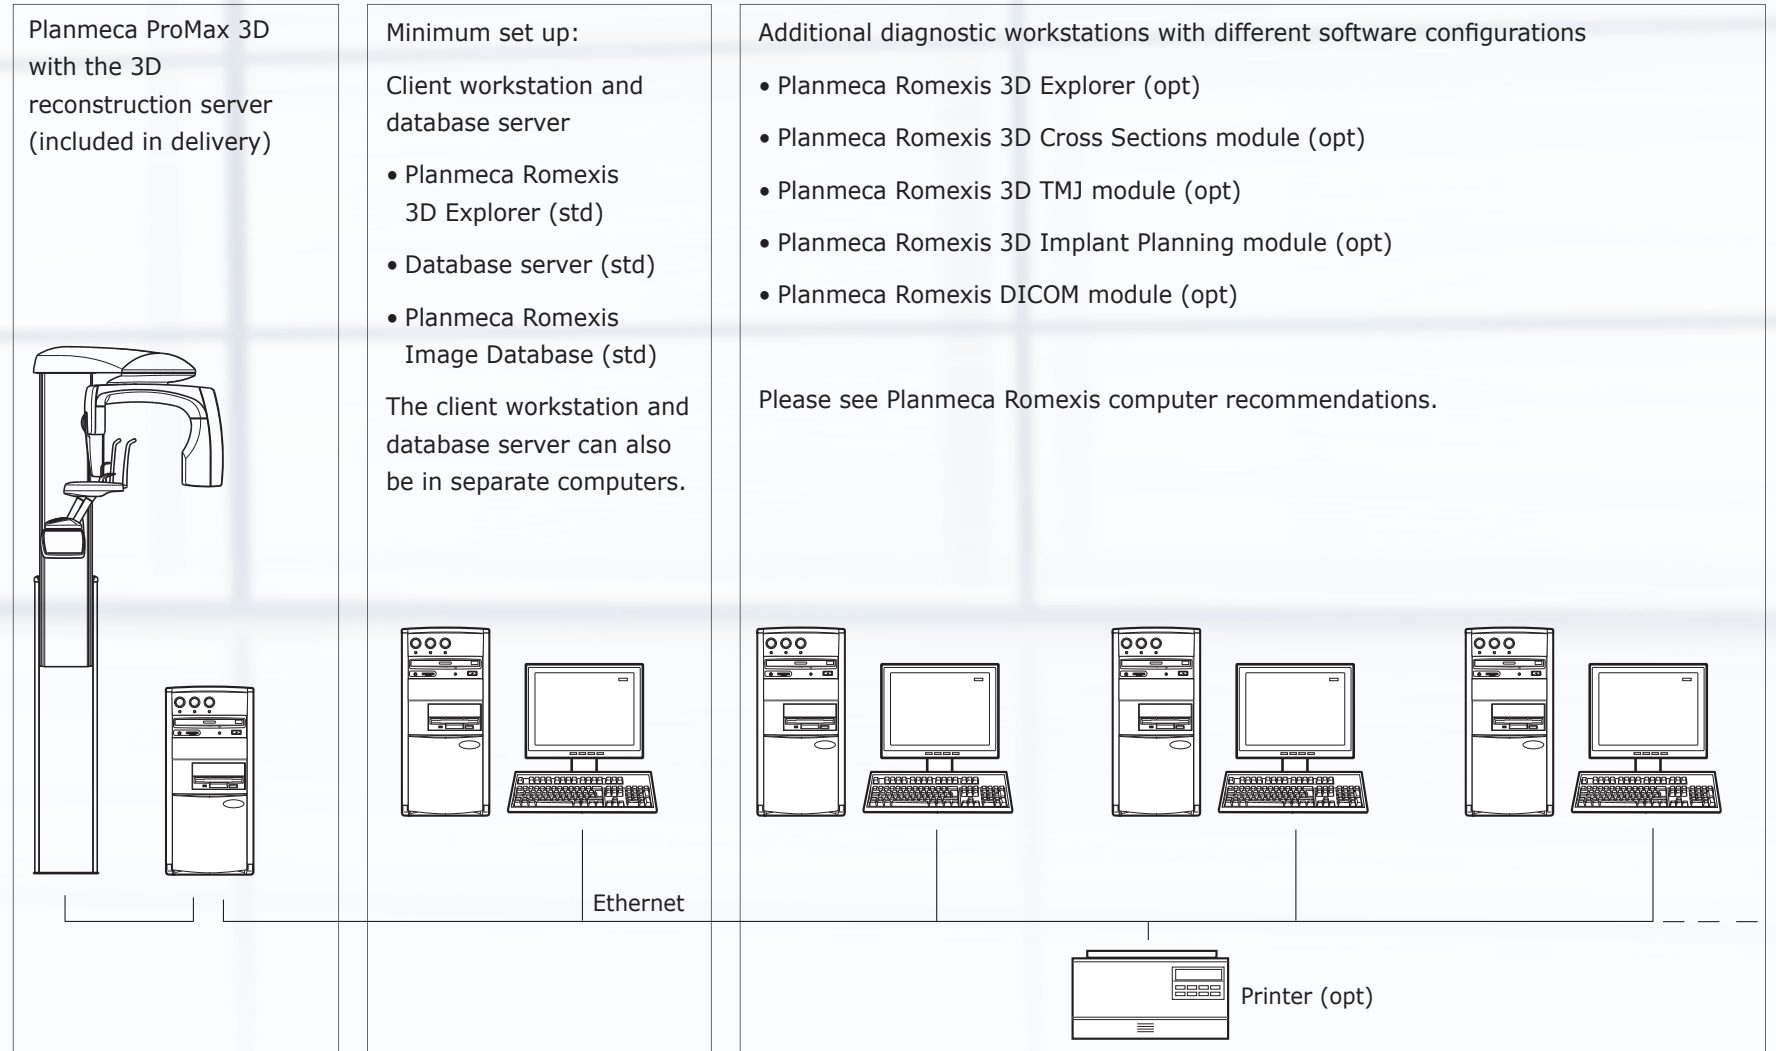 Planmeca ProMax 3D
with the 3D
reconstruction server
(included in delivery)
Minimum set up:
Client workstation and
database server
• Planmeca Romexis
3D Explorer (std)
• Database server (std)
• Planmeca Romexis
Image Database (std)
The client workstation and
database server can also
be in separate computers.
Additional diagnostic workstations with different software configurations
• Planmeca Romexis 3D Explorer (opt)
• Planmeca Romexis 3D Cross Sections module (opt)
• Planmeca Romexis 3D TMJ module (opt)
• Planmeca Romexis 3D Implant Planning module (opt)
• Planmeca Romexis DICOM module (opt)
Please see Planmeca Romexis computer recommendations.
Ethernet
Printer (opt)